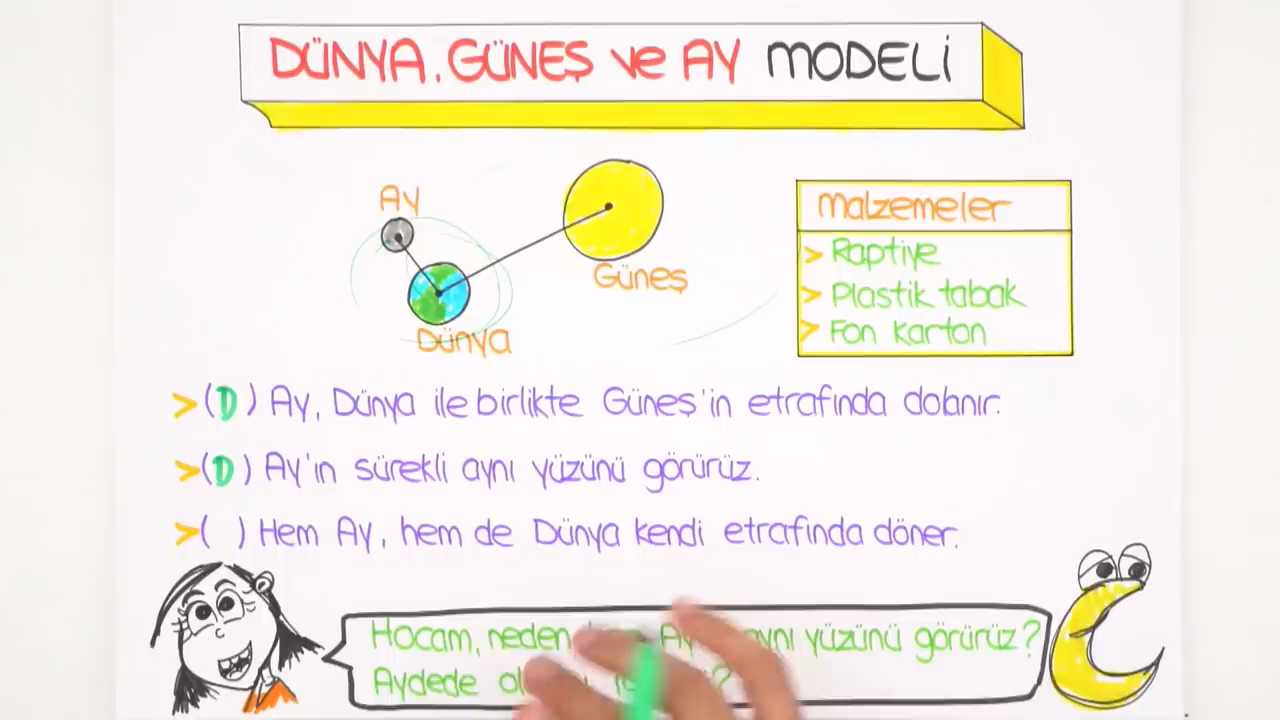 DÜNYA, GÜNEŞ ve AY MODELİ
Ay
Güneş
Dünya
Malzemeler
> Raptiye
> Plastik tabak
> Fon karton
> (D) Ay, Dünya ile birlikte Güneş'in etrafında dolanır.
> (D) Ay'ın sürekli aynı yüzünü görürüz.
> ( ) Hem Ay, hem de Dünya kendi etrafında döner.
Hocam, neden aynı yüzünü görürüz?
Aydede